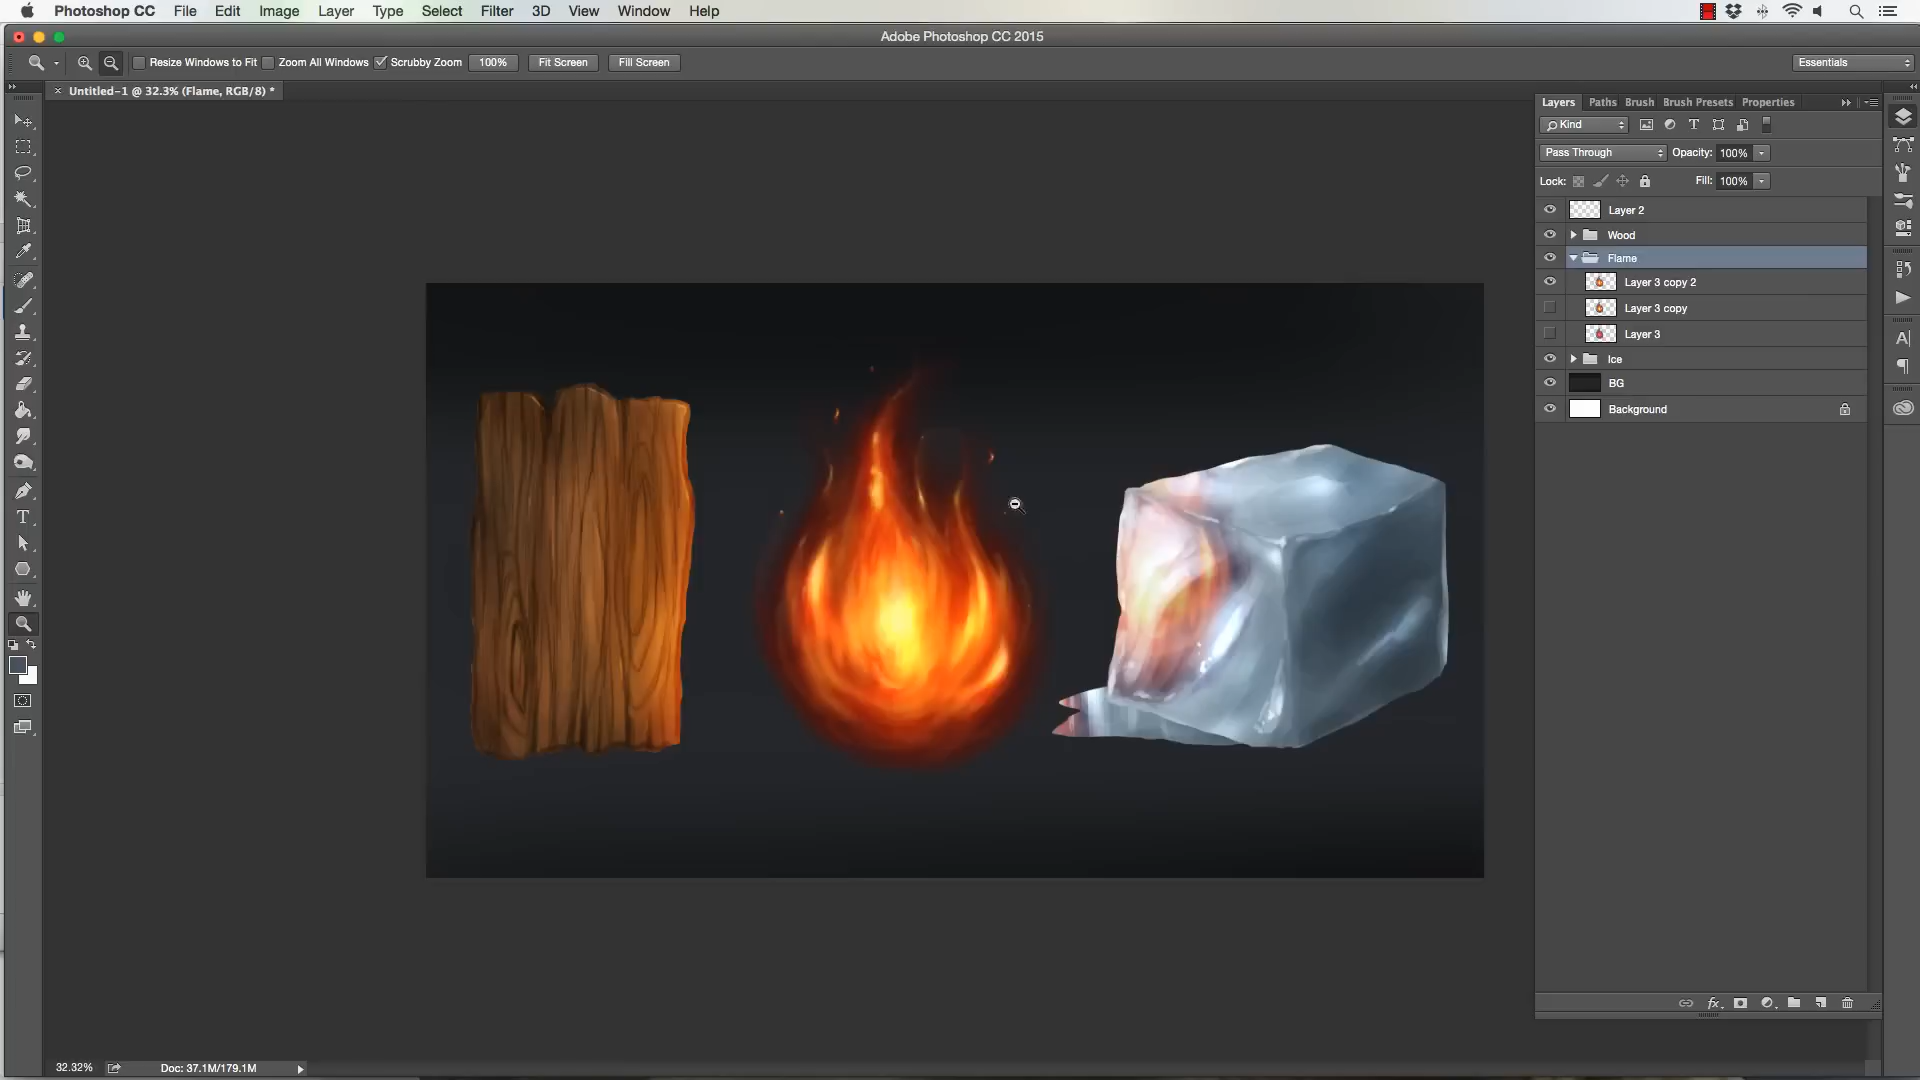 Photoshop CC File Edit Image Layer Type Select Filter 3D View Window Help
Adobe Photoshop CC 2015
Resize Windows to Fit Zoom All Windows Scrubby Zoom 100% Fit Screen Fill Screen Essentials
Untitled-1 @ 32.3% (Flame, RGB/8) *
Layers Paths Brush Brush Presets Properties
Kind
Pass Through Opacity: 100%
Lock: Fill: 100%
Layer 2
Wood
Flame
Layer 3 copy 2
Layer 3 copy
Layer 3
Ice
BG
Background
32.32% Doc: 37.1M/179.1M